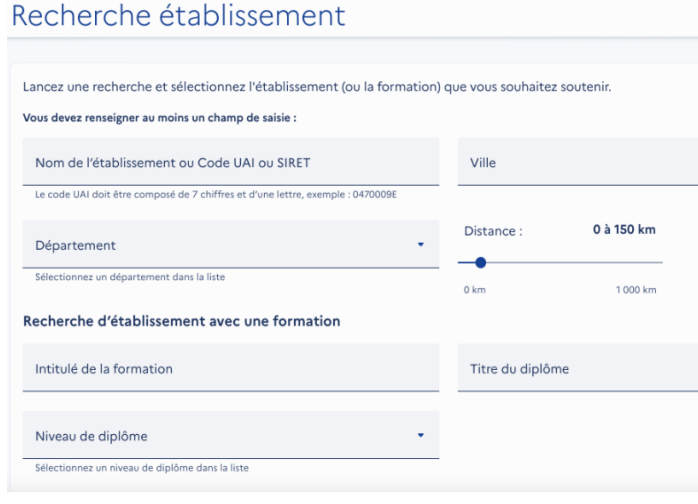 Recherche établissement
Lancez une recherche et sélectionnez l'établissement (ou la formation) que vous souhaitez soutenir.
Vous devez renseigner au moins un champ de saisie :
Nom de l'établissement ou Code UAI ou SIRET
Ville
Le code UAI doit être composé de 7 chiffres et d'une lettre, exemple : 0470009E
Département
Distance :
0 à 150 km
Sélectionnez un département dans la liste
0 km
1 000 km
Recherche d'établissement avec une formation
Intitulé de la formation
Titre du diplôme
Niveau de diplôme
Sélectionnez un niveau de diplôme dans la liste